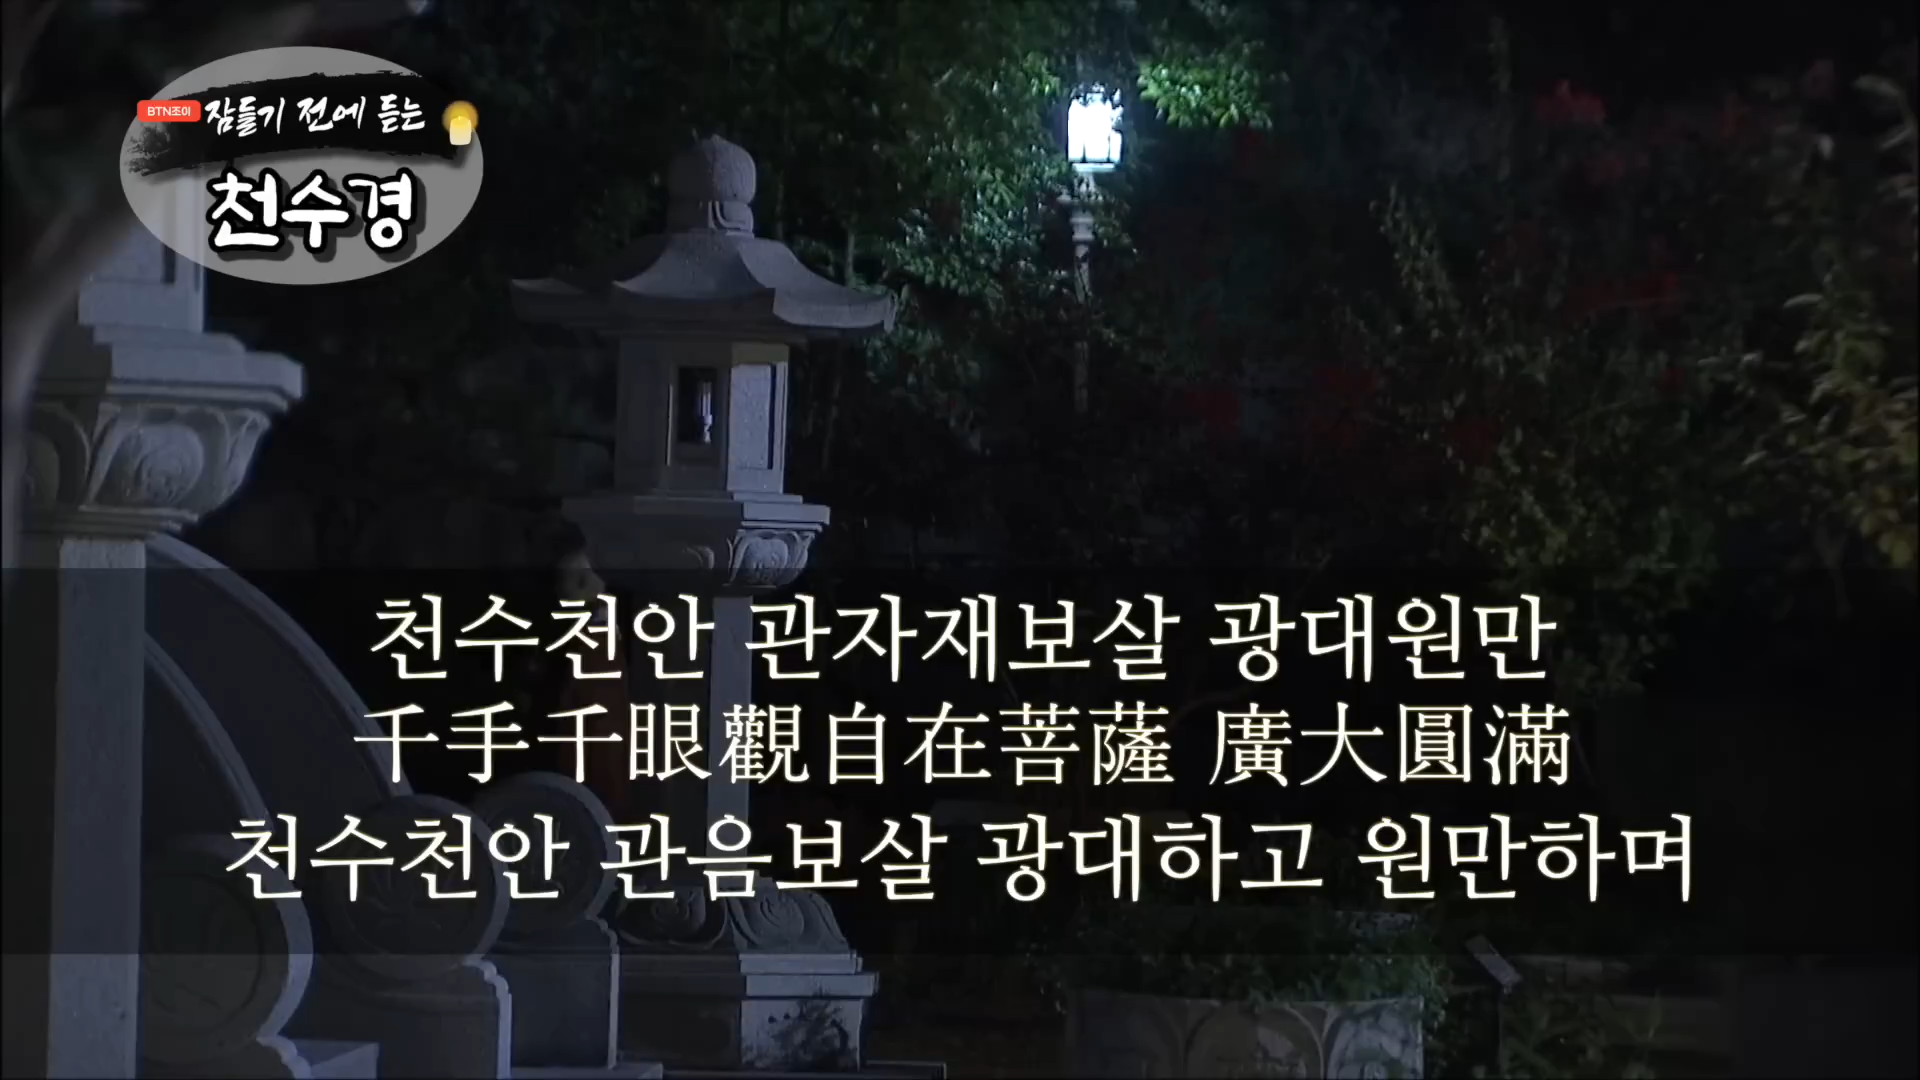 BTN조이 잠들기 전에 듣는
천수경
천수천안 관자재보살 광대원만
千手千眼觀自在菩薩 廣大圓滿
천수천안 관음보살 광대하고 원만하며